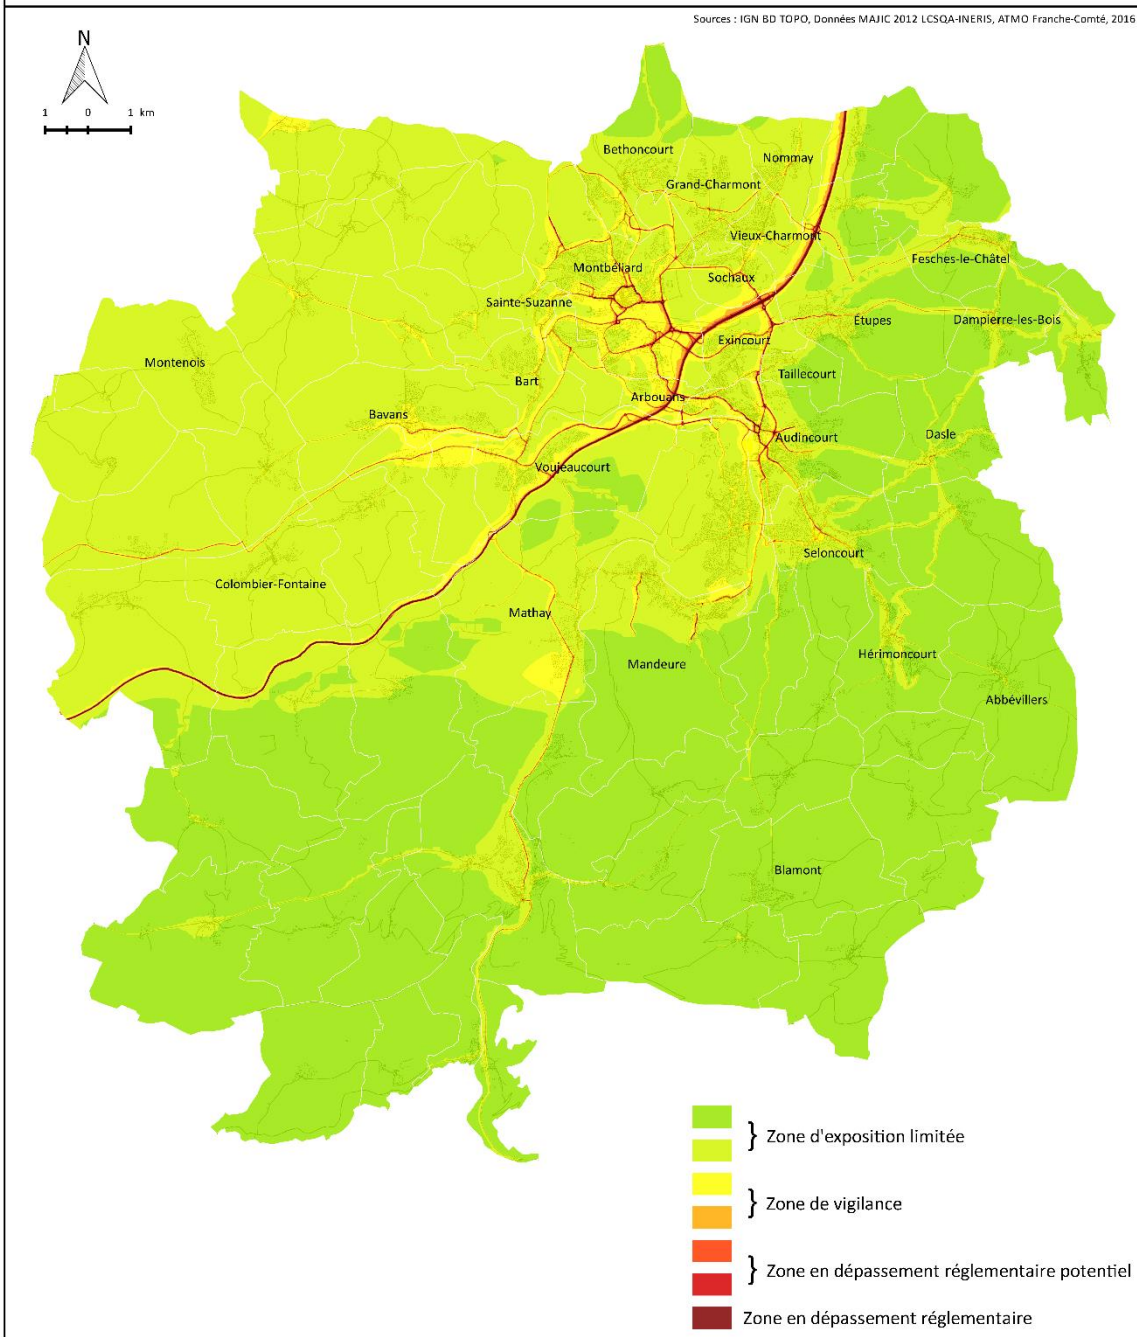 Sources : IGN BD TOPO, Données MAJIC 2012 LCSQA-INERIS, ATMO Franche-Comté, 2016
N
1 0 1 km
Bethoncourt
Nommay
Grand-Charmont
Vieux-Charmont
Fesches-le-Châtel
Montbéliard
Sochaux
Sainte-Suzanne
Étupes
Dampierre-les-Bois
Exincourt
Montenois
Taillecourt
Bart
Arbouans
Bavans
Audincourt
Dasle
Voujeaucourt
Seloncourt
Colombier-Fontaine
Mathay
Mandeure
Hérimoncourt
Abbévillers
Blamont
} Zone d'exposition limitée
} Zone de vigilance
} Zone en dépassement réglementaire potentiel
Zone en dépassement réglementaire